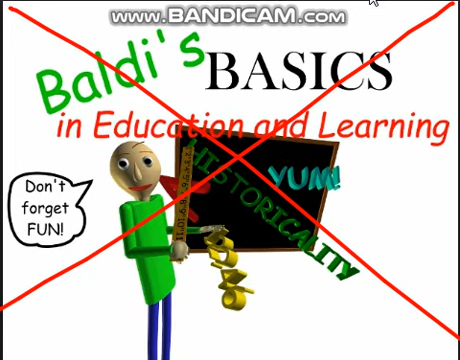 WWW.BANDICAM.COM
Baldi's
BASICS
in Education and Learning
YUM!
HISTORICALITY
Don't
forget
FUN!